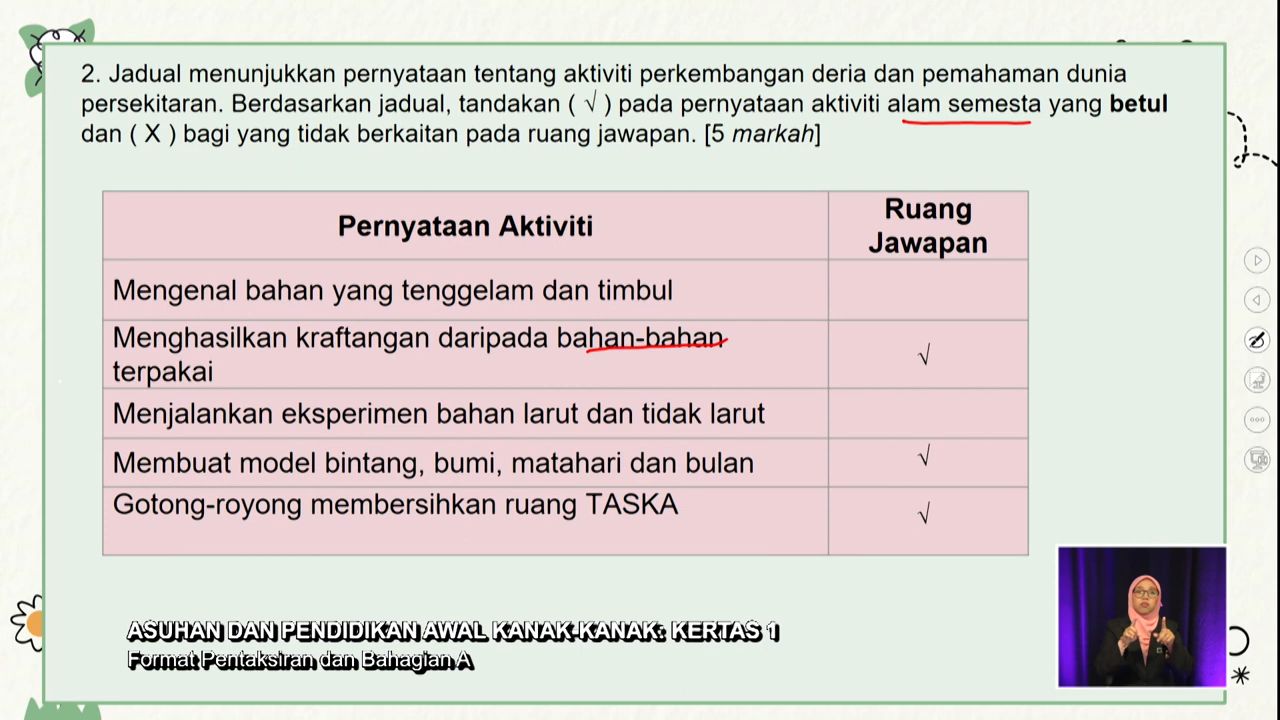 2. Jadual menunjukkan pernyataan tentang aktiviti perkembangan deria dan pemahaman dunia
persekitaran. Berdasarkan jadual, tandakan ( √ ) pada pernyataan aktiviti alam semesta yang betul
dan ( X ) bagi yang tidak berkaitan pada ruang jawapan. [5 markah]
Pernyataan Aktiviti
Ruang
Jawapan
Mengenal bahan yang tenggelam dan timbul
Menghasilkan kraftangan daripada bahan-bahan
terpakai
√
Menjalankan eksperimen bahan larut dan tidak larut
Membuat model bintang, bumi, matahari dan bulan
√
Gotong-royong membersihkan ruang TASKA
√
ASUHAN DAN PENDIDIKAN AWAL KANAK-KANAK: KERTAS 1
Format Pentaksiran dan Bahagian A